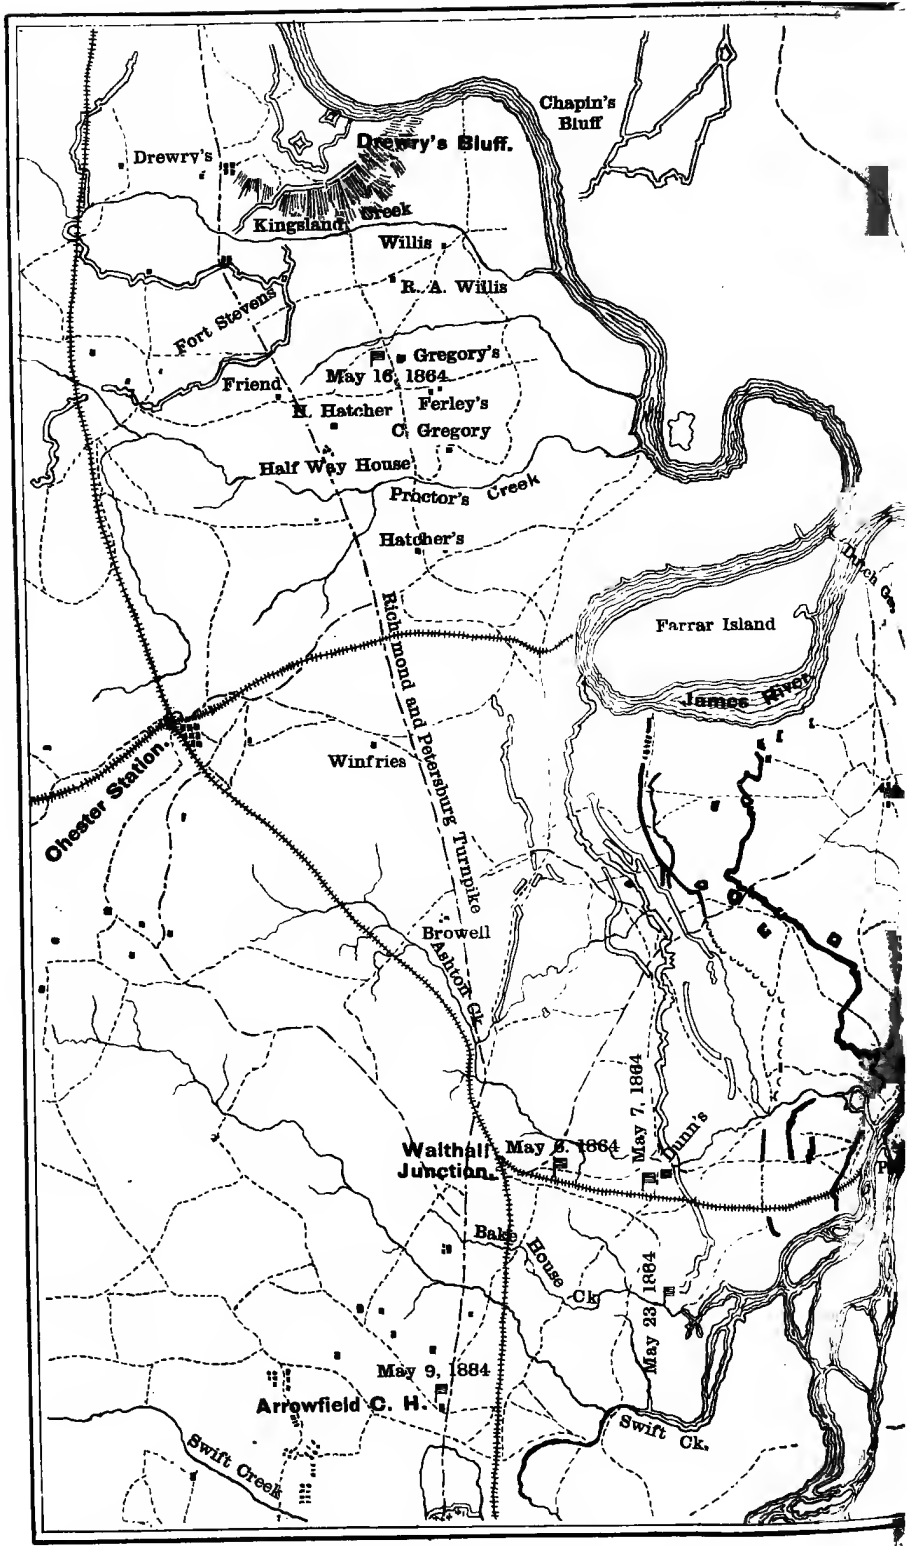 Chapin's
Bluff
Drewry's Bluff.
Drewry's
Kingsland Creek
Willis
R. A. Willis
Fort Stevens
Gregory's
May 16, 1864
Friend
Ferley's
H. Hatcher
C. Gregory
Half Way House
Proctor's Creek
Hatcher's
Dutch Gap
Farrar Island
Richmond and Petersburg Turnpike
James River
Winfries
Chester Station.
Browell
Ashton Ck.
May 7, 1864
Dunn's
Walthall
Junction.
May 6. 1864
Bake House Ck
May 23, 1864
May 9, 1884
Arrowfield C. H.
Swift Ck.
Swift Creek